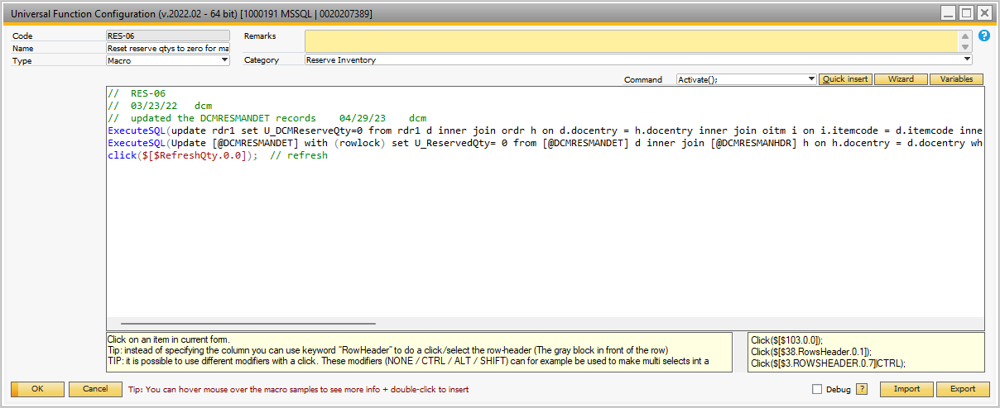 Universal Function Configuration (v.2022.02 - 64 bit) [1000191 MSSQL | 0020207389]
Code RES-06 Remarks
Name Reset reserve qtys to zero for ma
Type Macro Category Reserve Inventory
Command Activate(); Quick insert Wizard Variables
// RES-06
// 03/23/22 dcm
// updated the DCMRESMANDET records 04/29/23 dcm
ExecuteSQL(update rdr1 set U_DCMReserveQty=0 from rdr1 d inner join ordr h on d.docentry = h.docentry inner join oitm i on i.itemcode = d.itemcode inne
ExecuteSQL(Update [@DCMRESMANDET] with (rowlock) set U_ReservedQty= 0 from [@DCMRESMANDET] d inner join [@DCMRESMANHDR] h on h.docentry = d.docentry wh
click($[$RefreshQty.0.0]); // refresh
Click on an item in current form.
Tip: instead of specifying the column you can use keyword "RowHeader" to do a click/select the row-header (The gray block in front of the row)
TIP: it is possible to use different modifiers with a click. These modifiers (NONE / CTRL / ALT / SHIFT) can for example be used to make multi selects int a
Click($[$103.0.0]);
Click($[$38.RowsHeader.0.1]);
Click($[$3.ROWSHEADER.0.7]|CTRL);
OK Cancel Tip: You can hover mouse over the macro samples to see more info + double-click to insert Debug ? Import Export